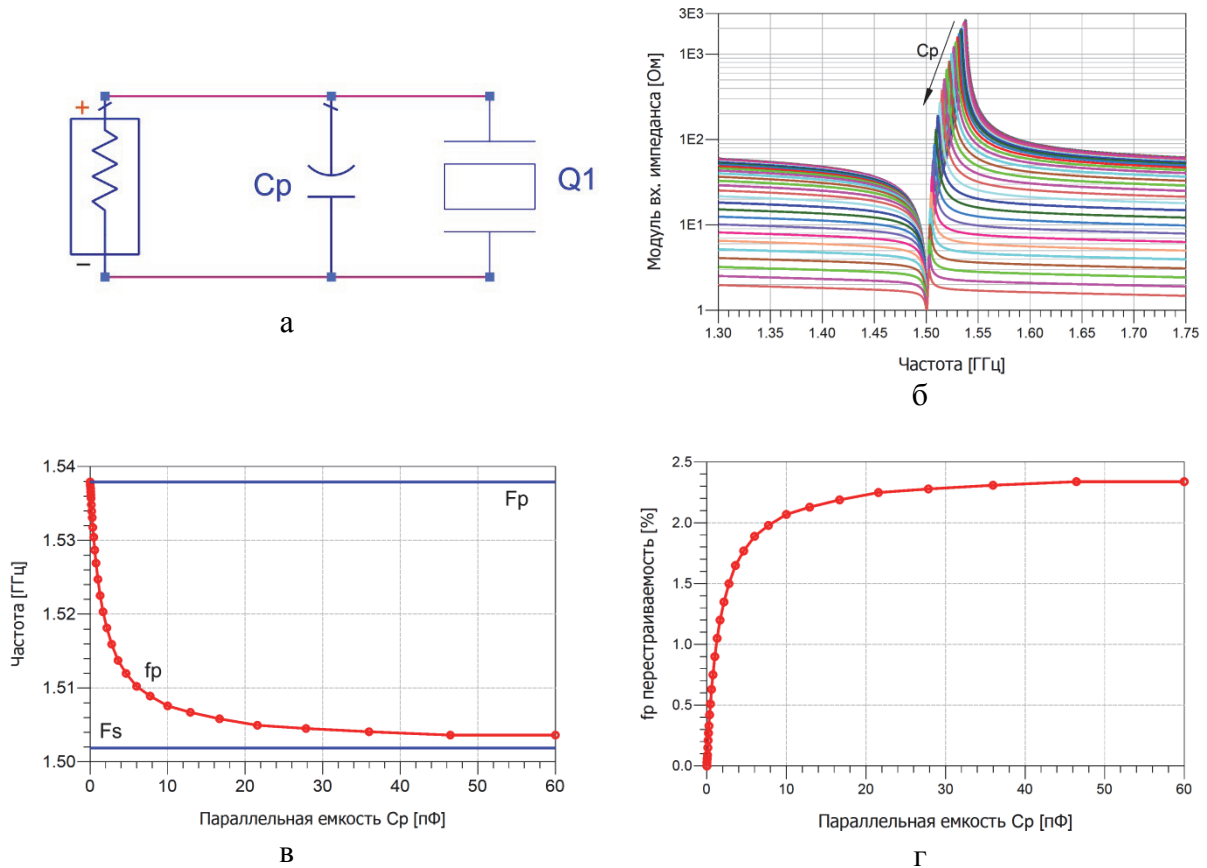 +
Cp
Q1
−
а
3E3
1E3
1E2
1E1
1
Модуль вх. импеданса [Ом]
Cp
1.30 1.35 1.40 1.45 1.50 1.55 1.60 1.65 1.70 1.75
Частота [ГГц]
б
1.54
1.53
1.52
1.51
1.50
Частота [ГГц]
Fp
fp
Fs
0 10 20 30 40 50 60
Параллельная емкость Cp [пФ]
в
2.5
2.0
1.5
1.0
0.5
0.0
fp перестраиваемость [%]
0 10 20 30 40 50 60
Параллельная емкость Cp [пФ]
г